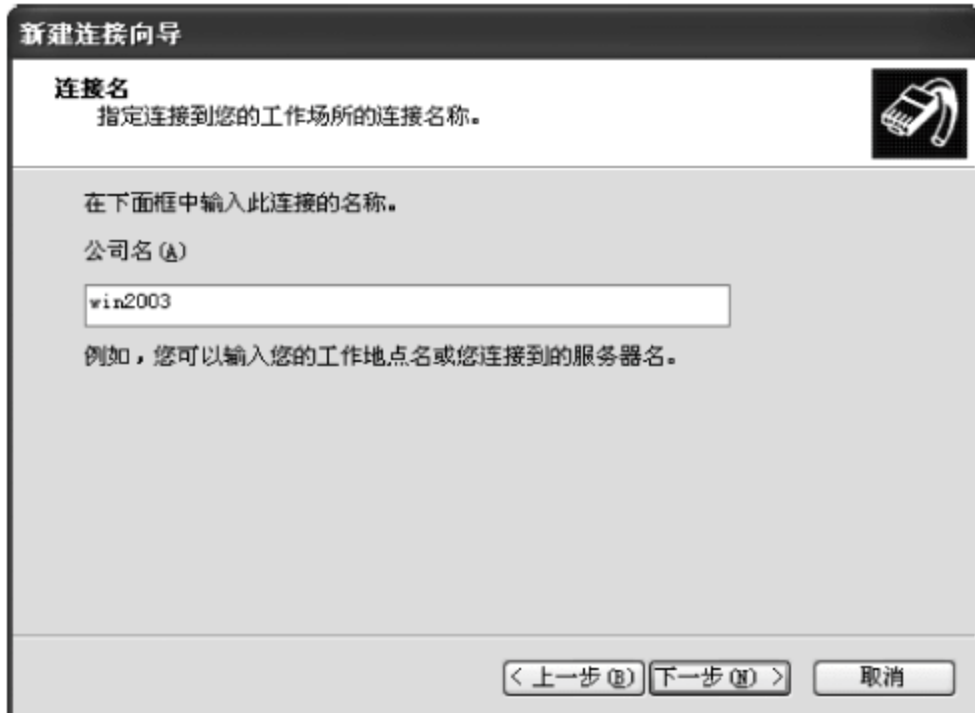 新建连接向导
连接名
指定连接到您的工作场所的连接名称。
在下面框中输入此连接的名称。
公司名(A)
win2003
例如，您可以输入您的工作地点名或您连接到的服务器名。
< 上一步(B) 下一步(N) > 取消